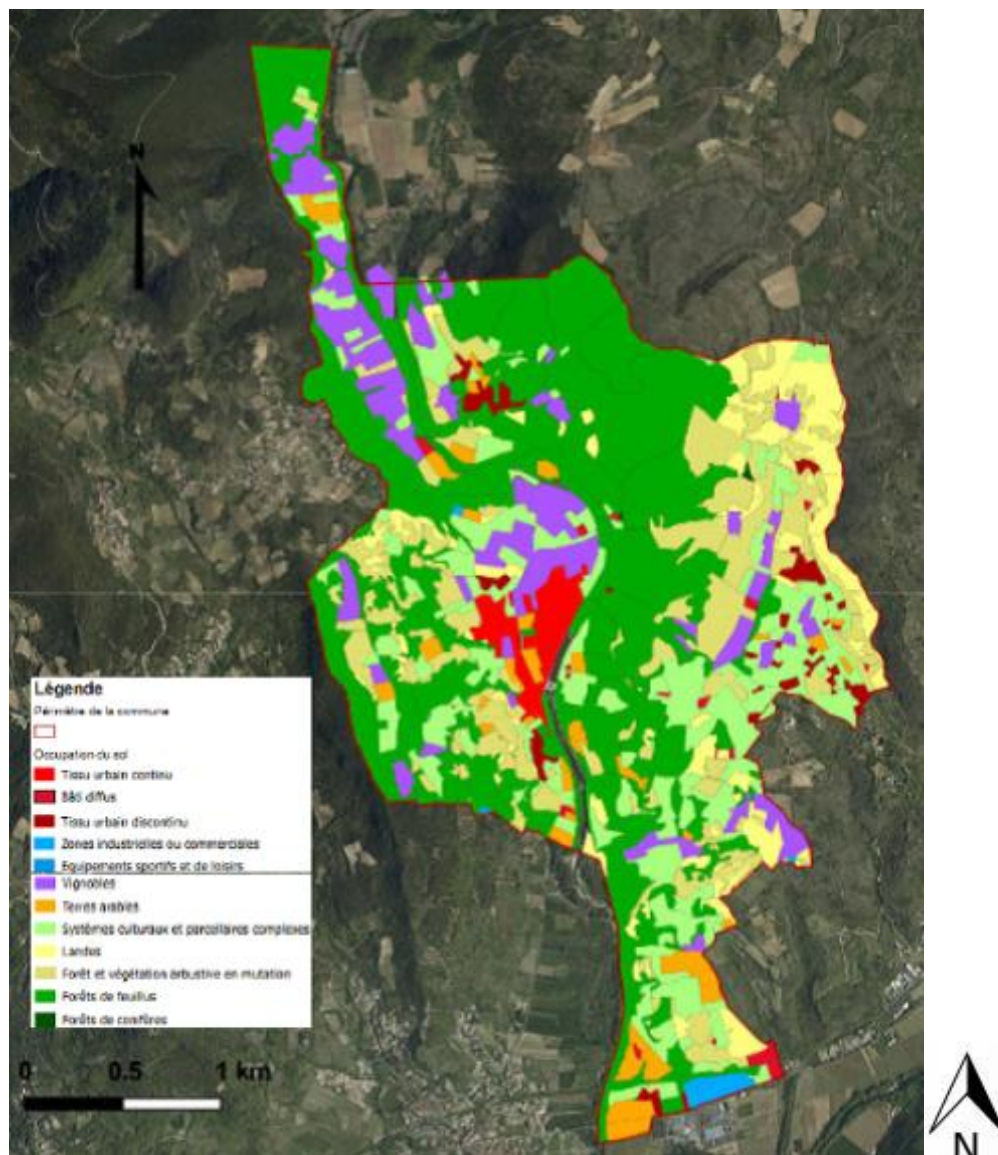 N
Légende
Périmètre de la commune
Occupation du sol
Tissu urbain continu
Bâti diffus
Tissu urbain discontinu
Zones industrielles ou commerciales
Equipements sportifs et de loisirs
Vignobles
Terres arables
Systèmes culturaux et parcellaires complexes
Landes
Forêt et végétation arbustive en mutation
Forêts de feuillus
Forêts de conifères
0 0.5 1 km
N